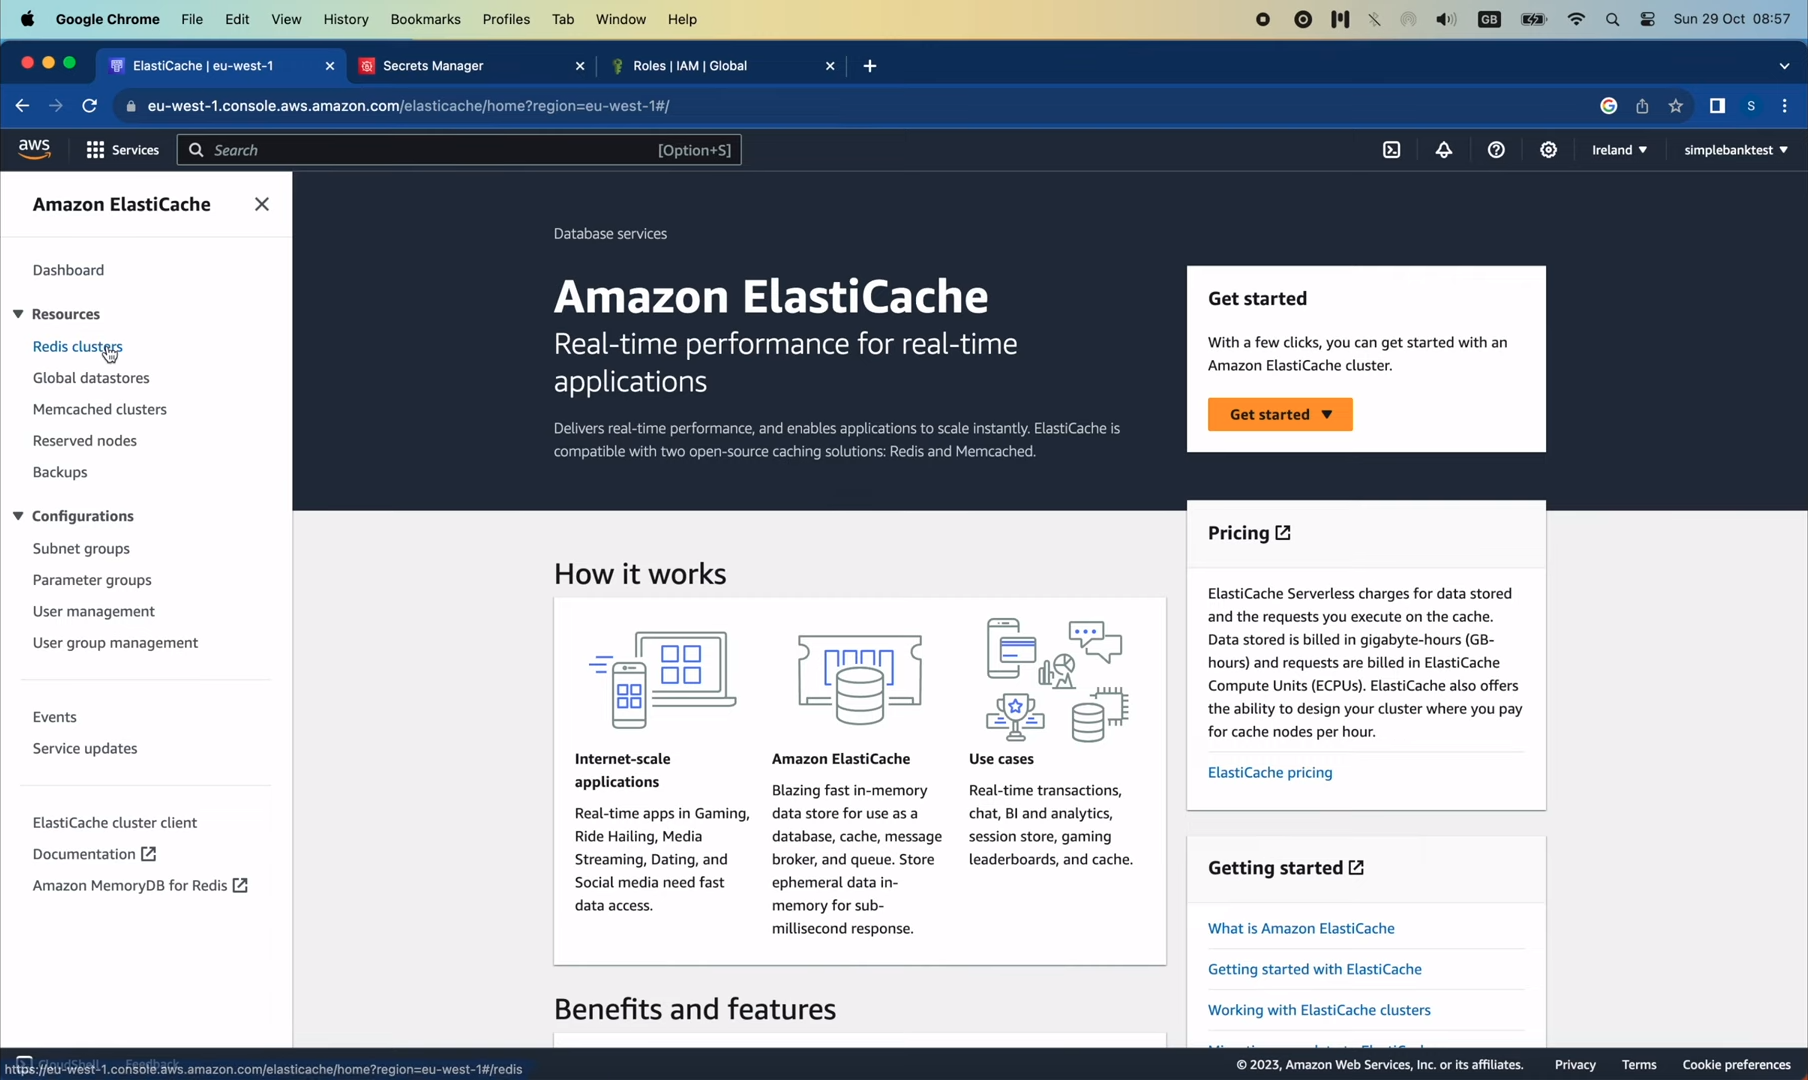 Google Chrome File Edit View History Bookmarks Profiles Tab Window Help GB Sun 29 Oct 08:57
ElastiCache | eu-west-1 Secrets Manager Roles | IAM | Global
eu-west-1.console.aws.amazon.com/elasticache/home?region=eu-west-1#/ S
aws Services Search [Option+S] Ireland simplebanktest
Amazon ElastiCache
Dashboard
Resources
Redis clusters
Global datastores
Memcached clusters
Reserved nodes
Backups
Configurations
Subnet groups
Parameter groups
User management
User group management
Events
Service updates
ElastiCache cluster client
Documentation
Amazon MemoryDB for Redis
Database services
Amazon ElastiCache
Real-time performance for real-time
applications
Delivers real-time performance, and enables applications to scale instantly. ElastiCache is
compatible with two open-source caching solutions: Redis and Memcached.
Get started
With a few clicks, you can get started with an
Amazon ElastiCache cluster.
Get started
How it works
Internet-scale
applications
Real-time apps in Gaming,
Ride Hailing, Media
Streaming, Dating, and
Social media need fast
data access.
Amazon ElastiCache
Blazing fast in-memory
data store for use as a
database, cache, message
broker, and queue. Store
ephemeral data in-
memory for sub-
millisecond response.
Use cases
Real-time transactions,
chat, BI and analytics,
session store, gaming
leaderboards, and cache.
Benefits and features
Pricing
ElastiCache Serverless charges for data stored
and the requests you execute on the cache.
Data stored is billed in gigabyte-hours (GB-
hours) and requests are billed in ElastiCache
Compute Units (ECPUs). ElastiCache also offers
the ability to design your cluster where you pay
for cache nodes per hour.
ElastiCache pricing
Getting started
What is Amazon ElastiCache
Getting started with ElastiCache
Working with ElastiCache clusters
CloudShell Feedback
https://eu-west-1.console.aws.amazon.com/elasticache/home?region=eu-west-1#/redis
© 2023, Amazon Web Services, Inc. or its affiliates. Privacy Terms Cookie preferences